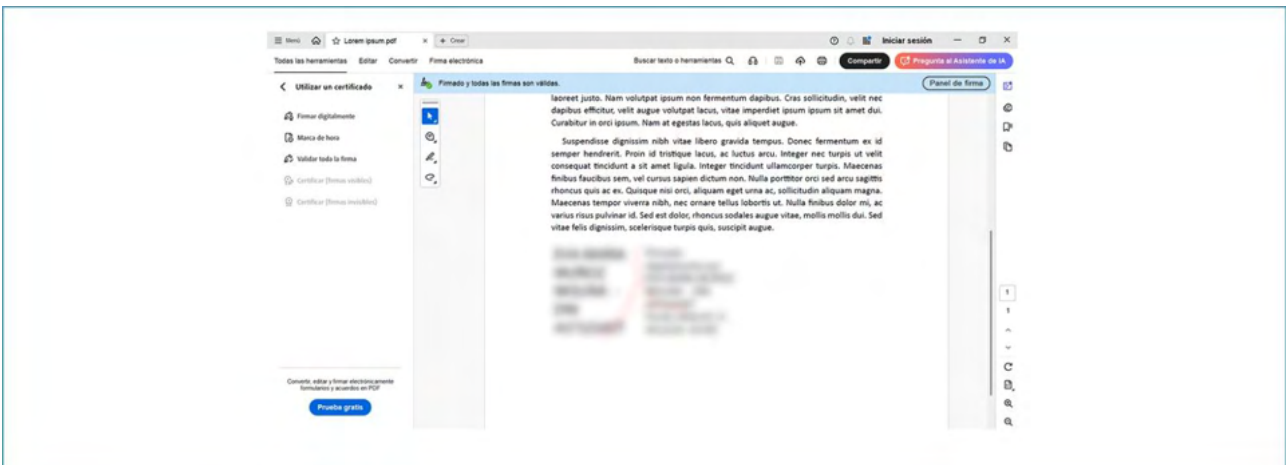 Menú
Lorem ipsum.pdf
Crear
Iniciar sesión
Todas las herramientas Editar Convertir Firma electrónica
Buscar texto o herramientas
Compartir
Pregunta al Asistente de IA
Utilizar un certificado
Firmado y todas las firmas son válidas.
Panel de firma
Firmar digitalmente
Marca de hora
Validar toda la firma
Certificar (firmas visibles)
Certificar (firmas invisibles)
laoreet justo. Nam volutpat ipsum non fermentum dapibus. Cras sollicitudin, velit nec
dapibus efficitur, velit augue volutpat lacus, vitae imperdiet ipsum ipsum sit amet dui.
Curabitur in orci ipsum. Nam at egestas lacus, quis aliquet augue.
Suspendisse dignissim nibh vitae libero gravida tempus. Donec fermentum ex id
semper hendrerit. Proin id tristique lacus, ac luctus arcu. Integer nec turpis ut velit
consequat tincidunt a sit amet ligula. Integer tincidunt ullamcorper turpis. Maecenas
finibus faucibus sem, vel cursus sapien dictum non. Nulla porttitor orci sed arcu sagittis
rhoncus quis ac ex. Quisque nisi orci, aliquam eget urna ac, sollicitudin aliquam magna.
Maecenas tempor viverra nibh, nec ornare tellus lobortis ut. Nulla finibus dolor mi, ac
varius risus pulvinar id. Sed est dolor, rhoncus sodales augue vitae, mollis mollis dui. Sed
vitae felis dignissim, scelerisque turpis quis, suscipit augue.
1
1
Convierte, editar y firmar electrónicamente
formularios y acuerdos en PDF
Prueba gratis